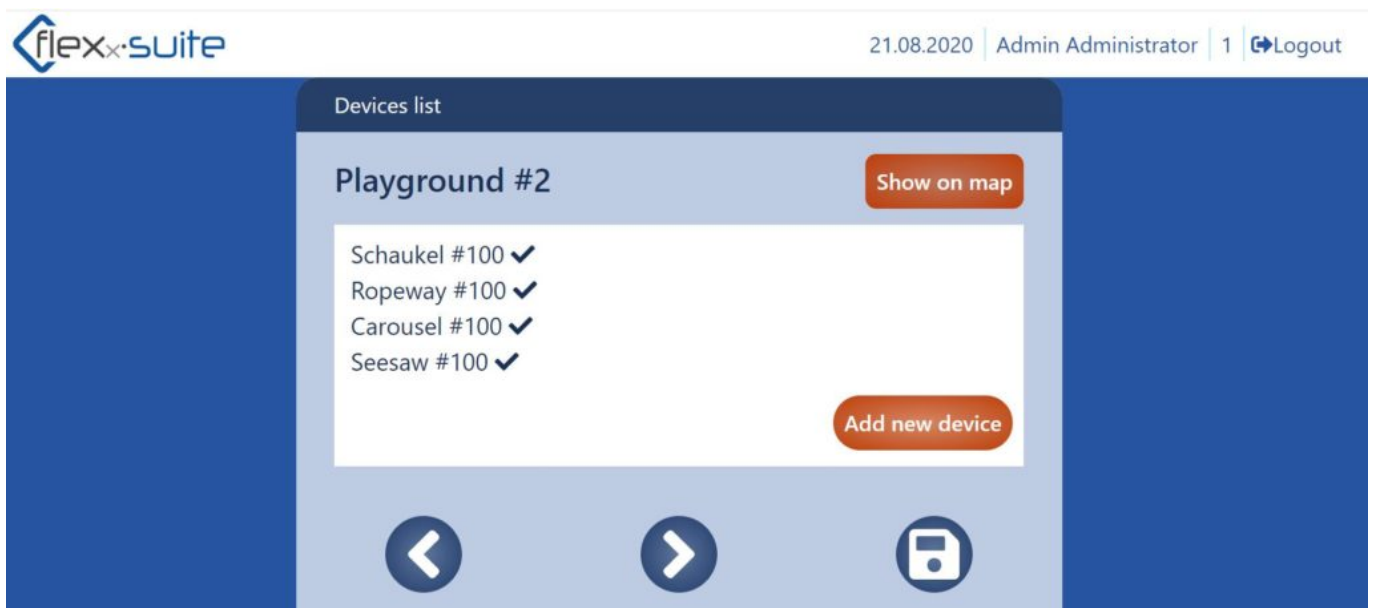 flexx·suite
21.08.2020 Admin Administrator 1 Logout
Devices list
Playground #2
Show on map
Schaukel #100
Ropeway #100
Carousel #100
Seesaw #100
Add new device